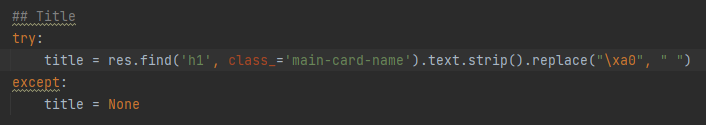 ## Title
try:
    title = res.find('h1', class_='main-card-name').text.strip().replace("\xa0", " ")
except:
    title = None